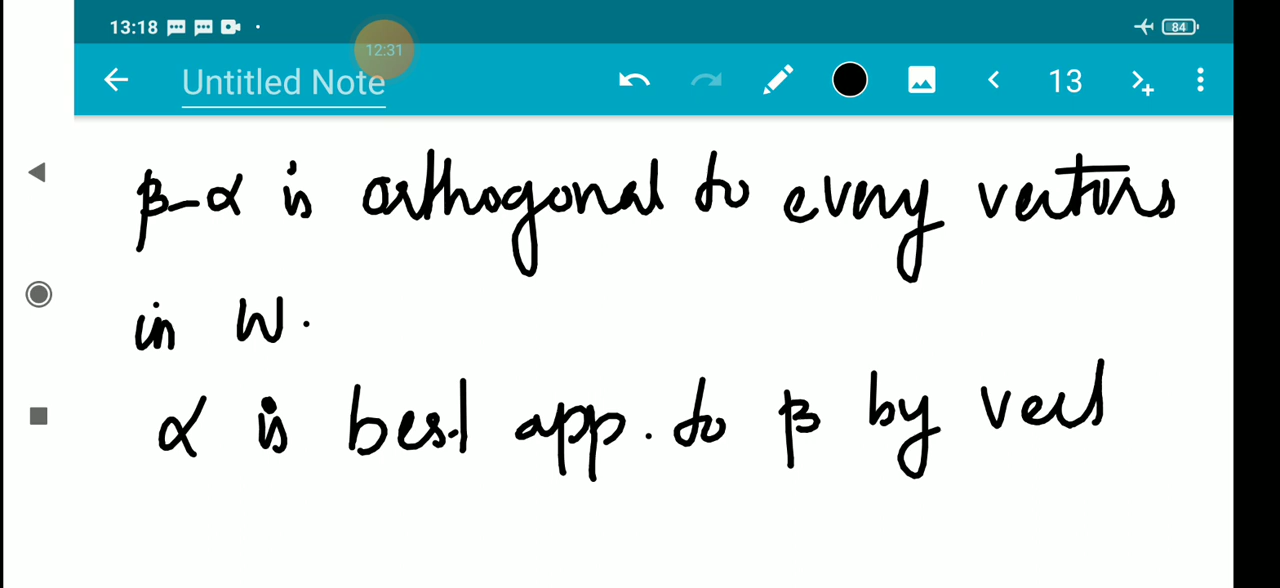 13:18
84
12:31
Untitled Note
13
β-α is orthogonal to every vectors
in W.
α is best app. to β by vect